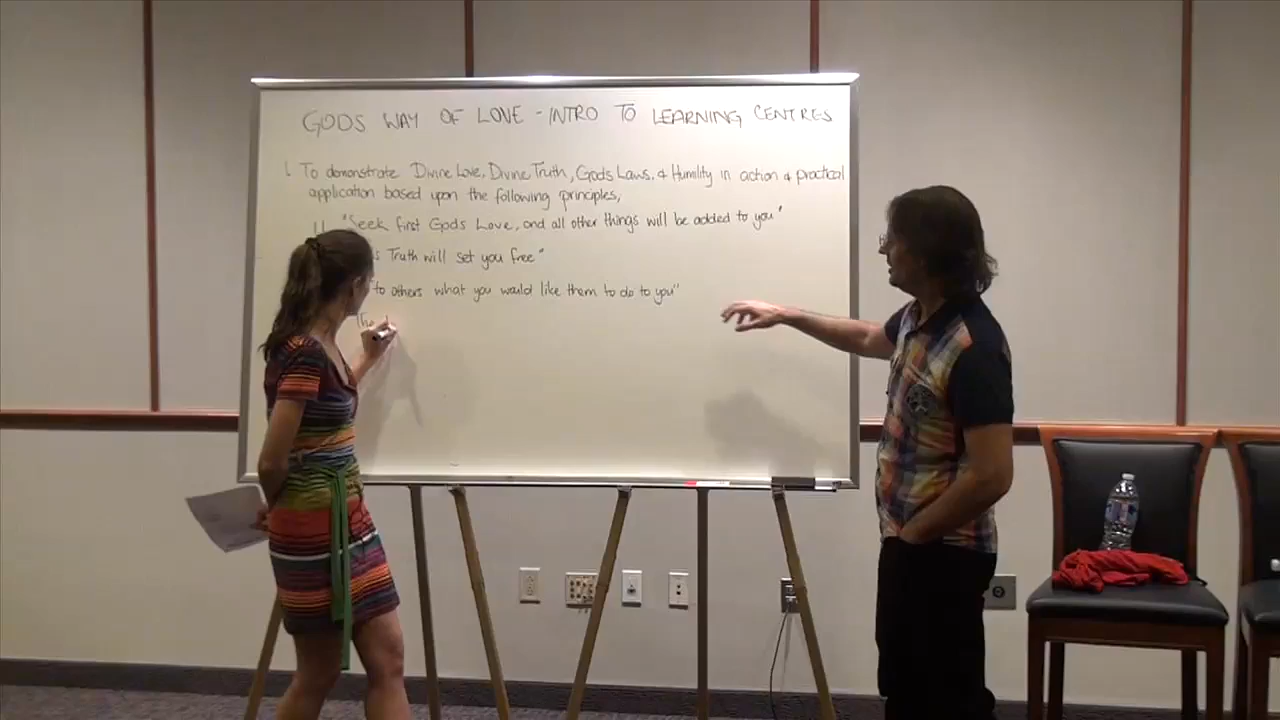 GODS WAY OF LOVE - INTRO TO LEARNING CENTRES
1. To demonstrate Divine Love, Divine Truth, Gods Laws, & Humility in action & practical
application based upon the following principles,
"Seek first Gods Love, and all other things will be added to you"
Truth will set you free"
to others what you would like them to do to you"